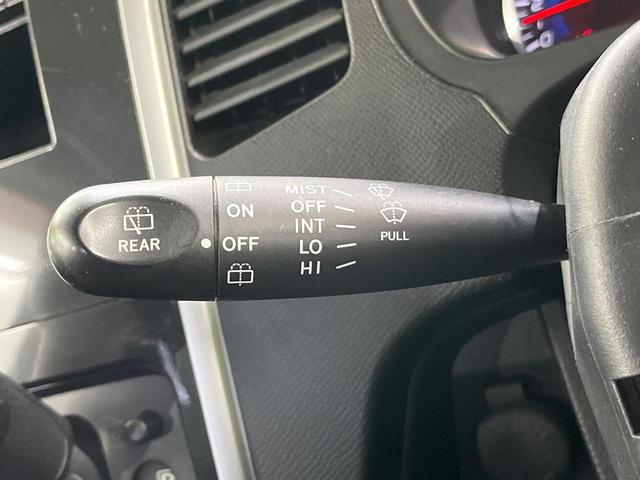 REAR
ON
OFF
MIST
OFF
INT
LO
HI
PULL